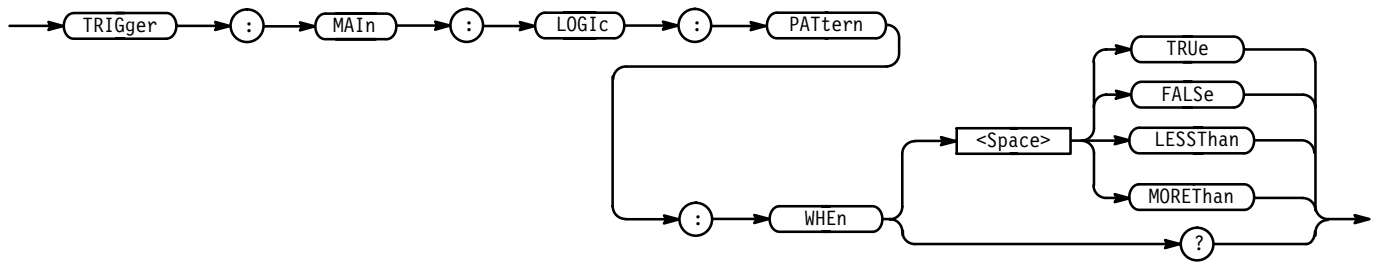 TRIGger : MAIn : LOGIc : PATtern
: WHEn <Space> TRUe
FALSe
LESSThan
MOREThan
?